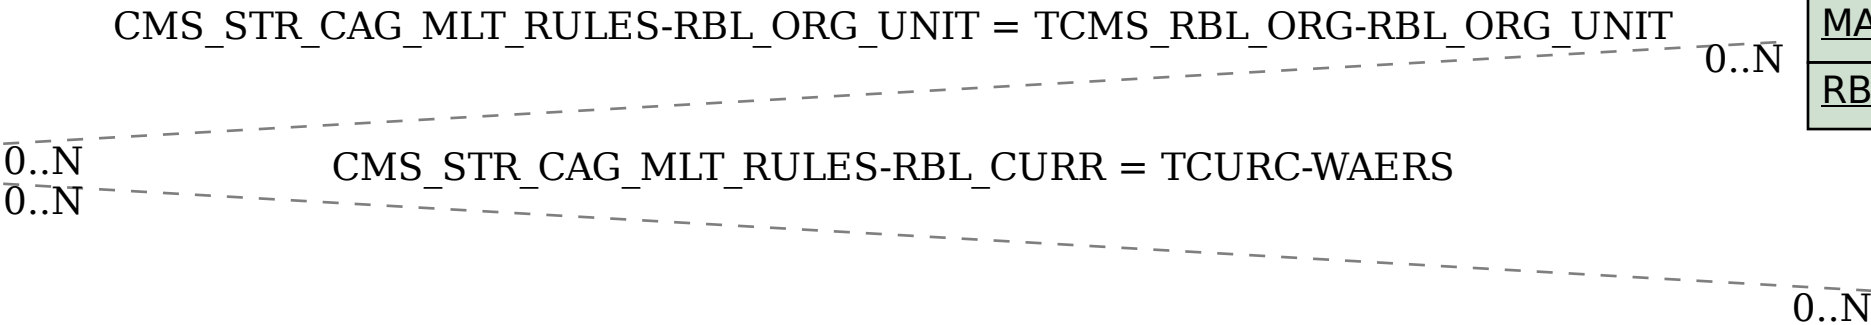 CMS_STR_CAG_MLT_RULES-RBL_ORG_UNIT = TCMS_RBL_ORG-RBL_ORG_UNIT
0..N
0..N
CMS_STR_CAG_MLT_RULES-RBL_CURR = TCURC-WAERS
0..N
0..N